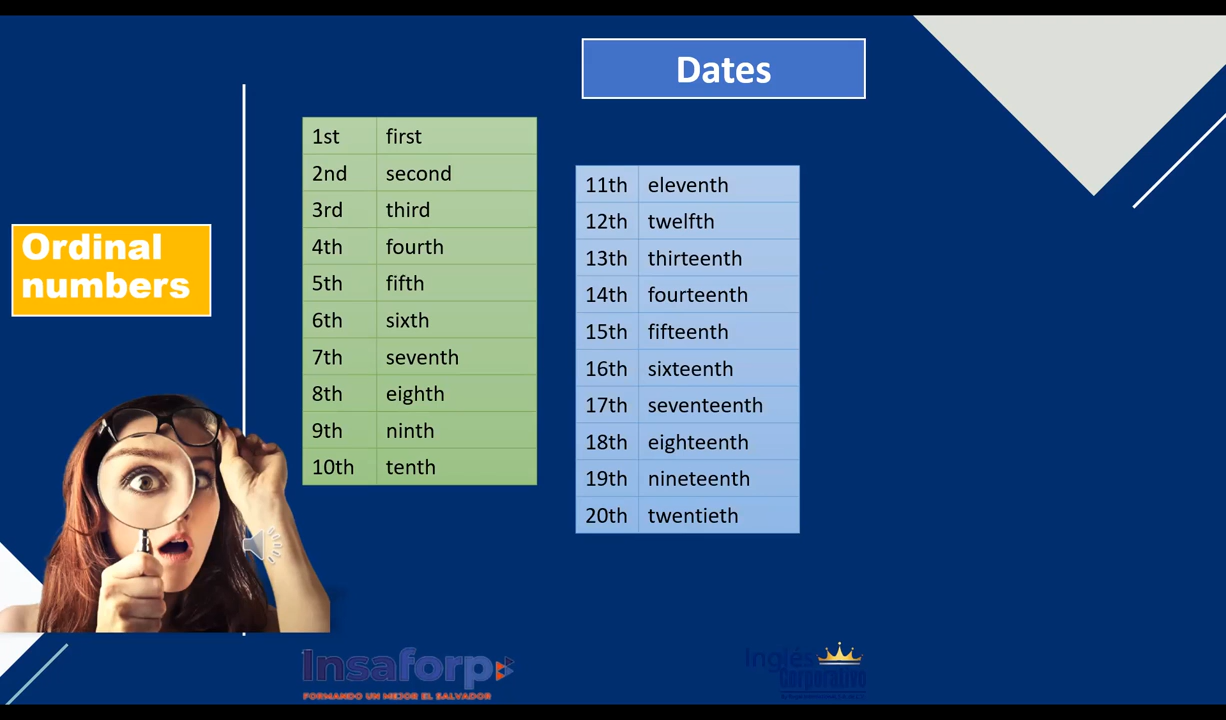 Dates
Ordinal
numbers
1st first
2nd second
3rd third
4th fourth
5th fifth
6th sixth
7th seventh
8th eighth
9th ninth
10th tenth
11th eleventh
12th twelfth
13th thirteenth
14th fourteenth
15th fifteenth
16th sixteenth
17th seventeenth
18th eighteenth
19th nineteenth
20th twentieth
Insaforp
FORMANDO UN MEJOR EL SALVADOR
Inglés
Corporativo